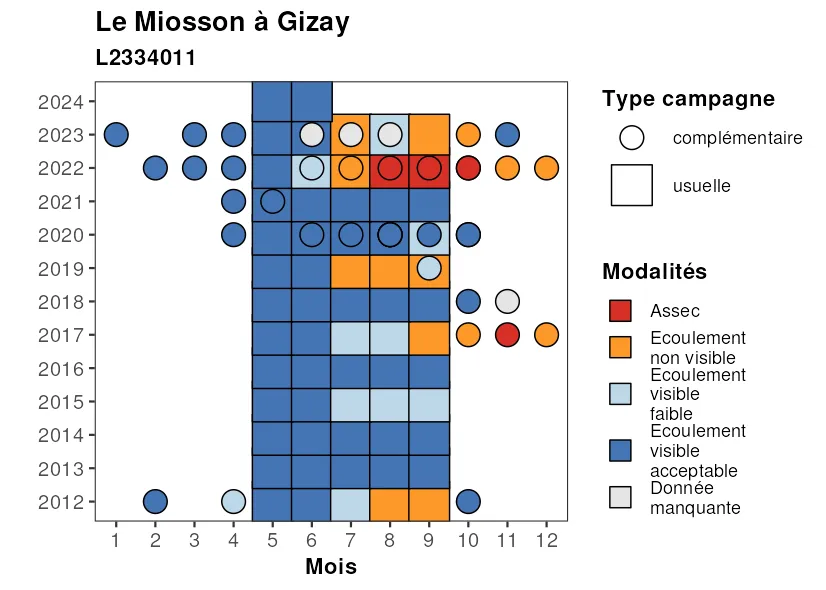 Le Miosson à Gizay
L2334011
2024
2023
2022
2021
2020
2019
2018
2017
2016
2015
2014
2013
2012
1 2 3 4 5 6 7 8 9 10 11 12
Mois
Type campagne
complémentaire
usuelle
Modalités
Assec
Ecoulement
non visible
Ecoulement
visible
faible
Ecoulement
visible
acceptable
Donnée
manquante